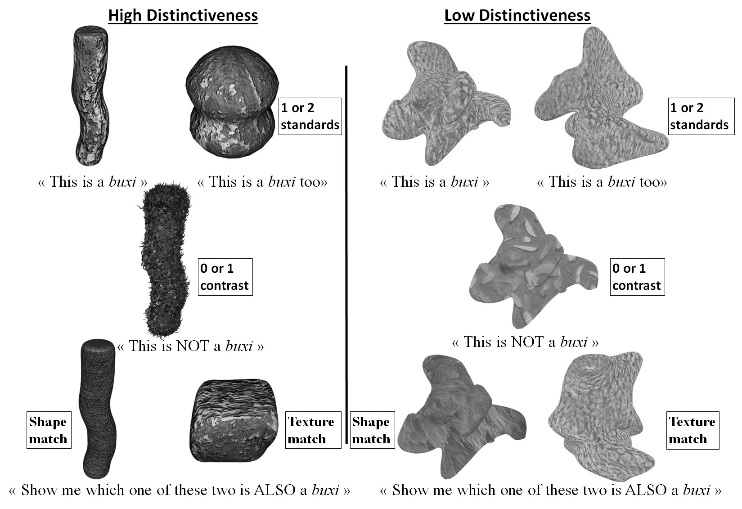 High Distinctiveness
Low Distinctiveness
1 or 2
standards
1 or 2
standards
« This is a buxi »
« This is a buxi too»
« This is a buxi »
« This is a buxi too»
0 or 1
contrast
0 or 1
contrast
« This is NOT a buxi »
« This is NOT a buxi »
Shape
match
Texture
match
Shape
match
Texture
match
« Show me which one of these two is ALSO a buxi »
« Show me which one of these two is ALSO a buxi »